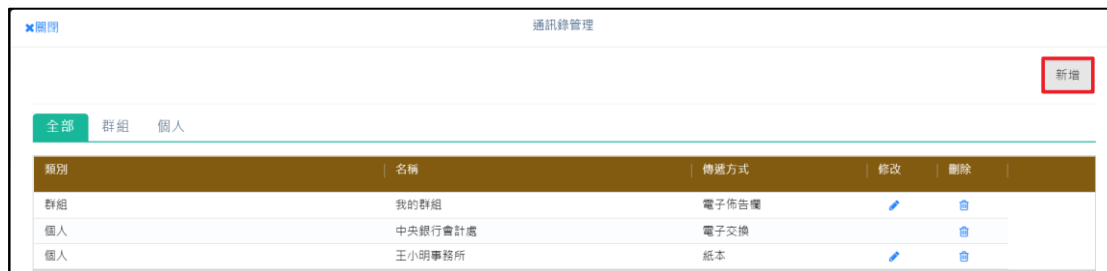 ✖關閉 通訊錄管理
新增
全部 群組 個人
類別 名稱 傳遞方式 修改 刪除
群組 我的群組 電子佈告欄
個人 中央銀行會計處 電子交換
個人 王小明事務所 紙本